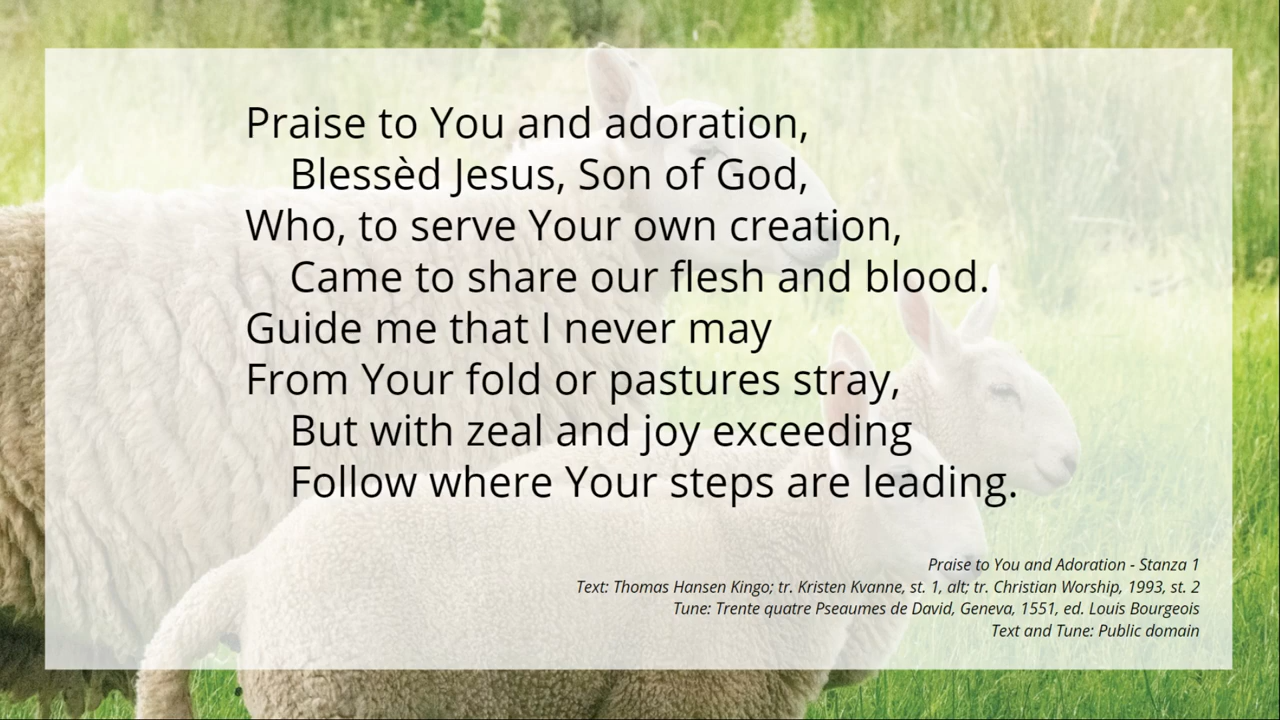 Praise to You and adoration,
Blessèd Jesus, Son of God,
Who, to serve Your own creation,
Came to share our flesh and blood.
Guide me that I never may
From Your fold or pastures stray,
But with zeal and joy exceeding
Follow where Your steps are leading.
Praise to You and Adoration - Stanza 1
Text: Thomas Hansen Kingo; tr. Kristen Kvanne, st. 1, alt; tr. Christian Worship, 1993, st. 2
Tune: Trente quatre Pseaumes de David, Geneva, 1551, ed. Louis Bourgeois
Text and Tune: Public domain